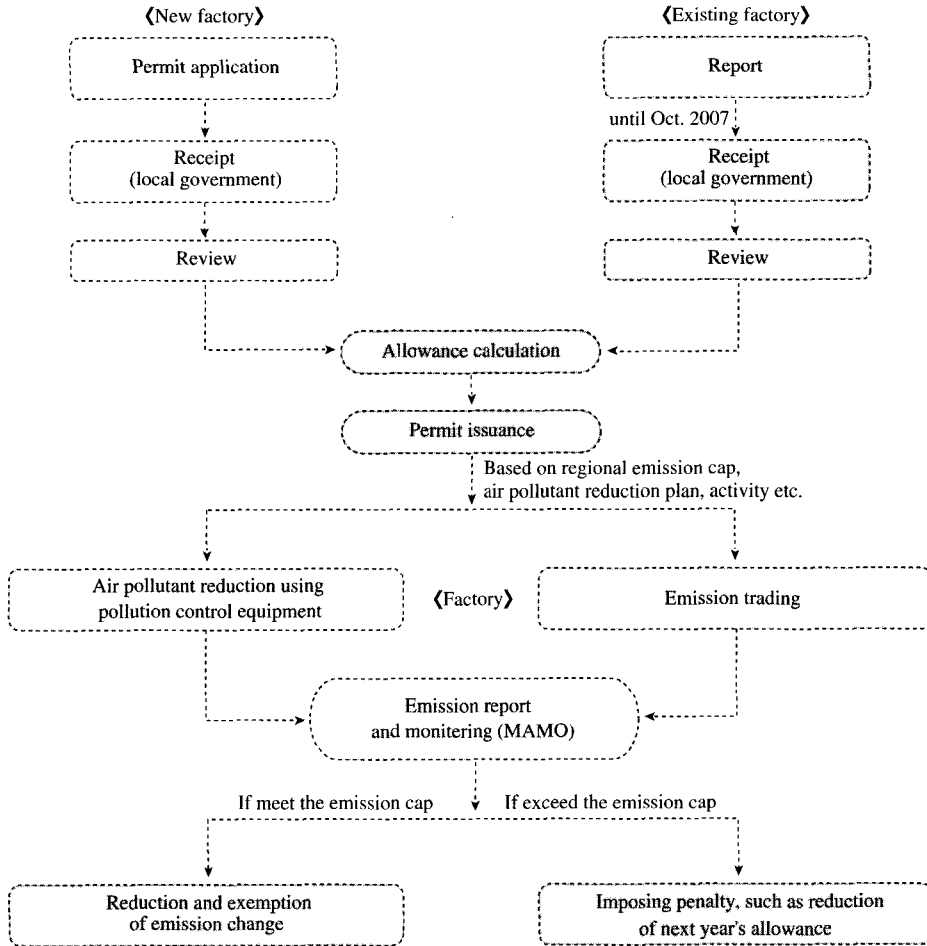 《New factory》
《Existing factory》
Permit application
Report
until Oct. 2007
Receipt
(local government)
Receipt
(local government)
Review
Review
Allowance calculation
Permit issuance
Based on regional emission cap,
air pollutant reduction plan, activity etc.
Air pollutant reduction using
pollution control equipment
《Factory》
Emission trading
Emission report
and monitering (MAMO)
If meet the emission cap
If exceed the emission cap
Reduction and exemption
of emission change
Imposing penalty, such as reduction
of next year's allowance